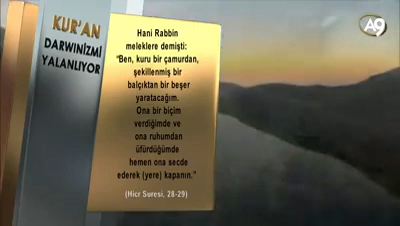 KUR'AN
DARWINIZMI
YALANLIYOR
Hani Rabbin
meleklere demişti:
"Ben, kuru bir çamurdan,
şekillenmiş bir
balçıktan bir beşer
yaratacağım.
Ona bir biçim
verdiğimde ve
ona ruhumdan
üfürdüğümde
hemen ona secde
ederek (yere) kapanın."
(Hicr Suresi, 28-29)
A9